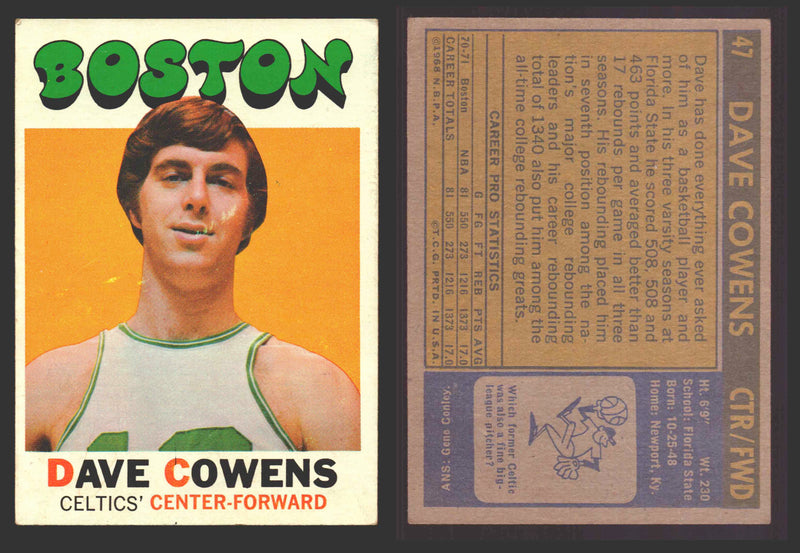 BOSTON
DAVE COWENS
CELTICS' CENTER-FORWARD
47 DAVE COWENS CTR/FWD
Dave has done everything ever asked
of him as a basketball player and
more. In his three varsity seasons at
Florida State he scored 508, 508 and
463 points and averaged better than
17 rebounds per game in all three
seasons. His rebounding placed him
in seventh position among the na-
tion's major college rebounding
leaders and his career rebounding
total of 1340 also put him among the
all-time college rebounding greats.
CAREER PRO STATISTICS
G FG FT REB PTS AVG
70-71 Boston NBA 81 550 273 1216 1373 17.0
CAREER TOTALS 81 550 273 1216 1373 17.0
©1968 N.B.P.A. ©T.C.G. PRTD. IN U.S.A.
Ht. 6'9" Wt. 230
School: Florida State
Born: 10-25-48
Home: Newport, Ky.
Which former Celtic
was also a fine big-
league pitcher?
ANS. Gene Conley.